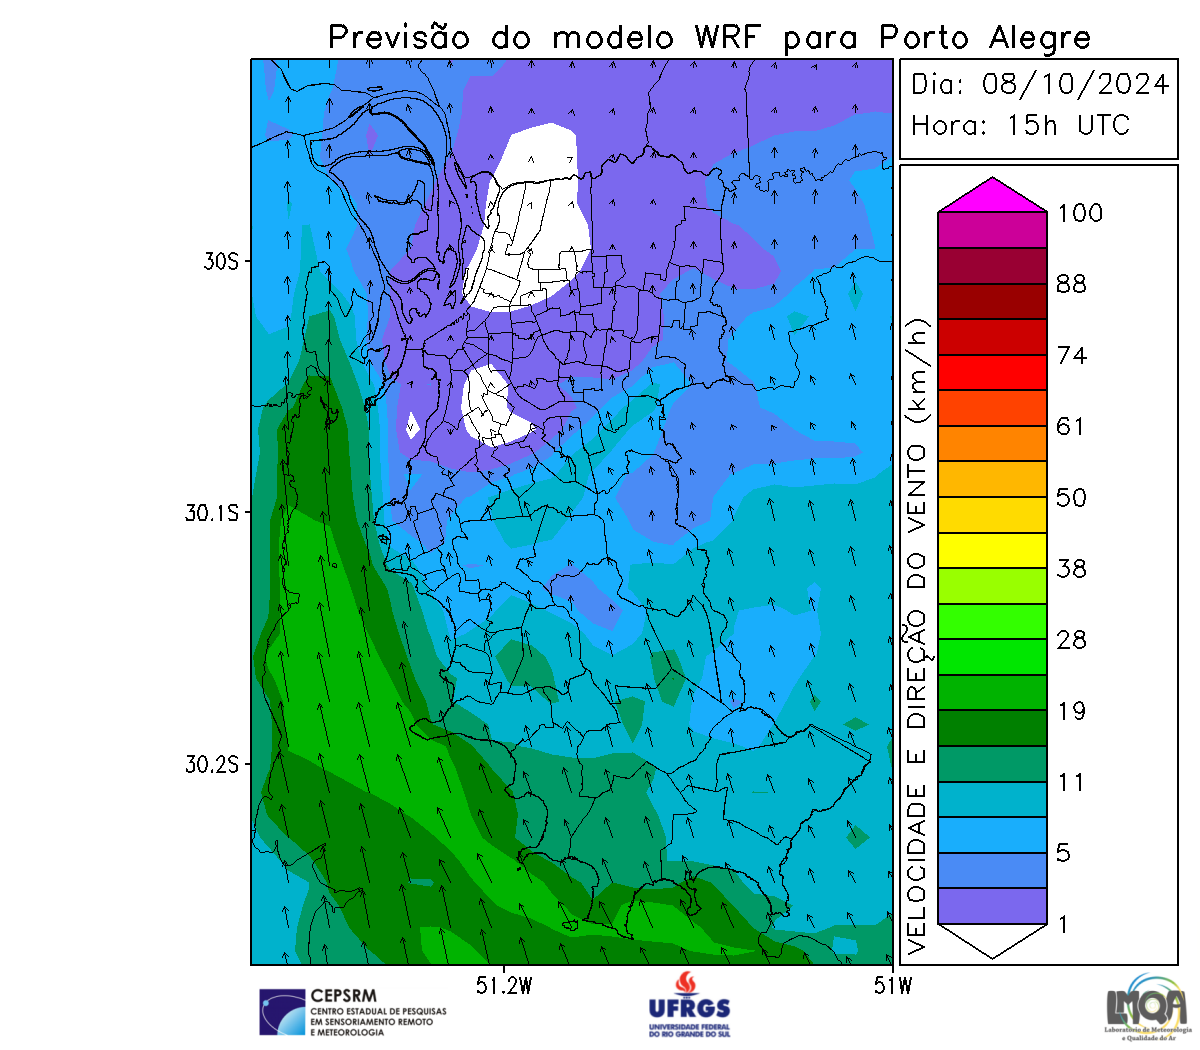 Previsão do modelo WRF para Porto Alegre
Dia: 08/10/2024
Hora: 15h UTC
100
88
74
61
50
38
28
19
11
5
1
VELOCIDADE E DIREÇÃO DO VENTO (km/h)
30S
30.1S
30.2S
51.2W
51W
CEPSRM
CENTRO ESTADUAL DE PESQUISAS
EM SENSORIAMENTO REMOTO
E METEOROLOGIA
UFRGS
UNIVERSIDADE FEDERAL
DO RIO GRANDE DO SUL
LMQA
Laboratório de Meteorologia
e Qualidade do Ar